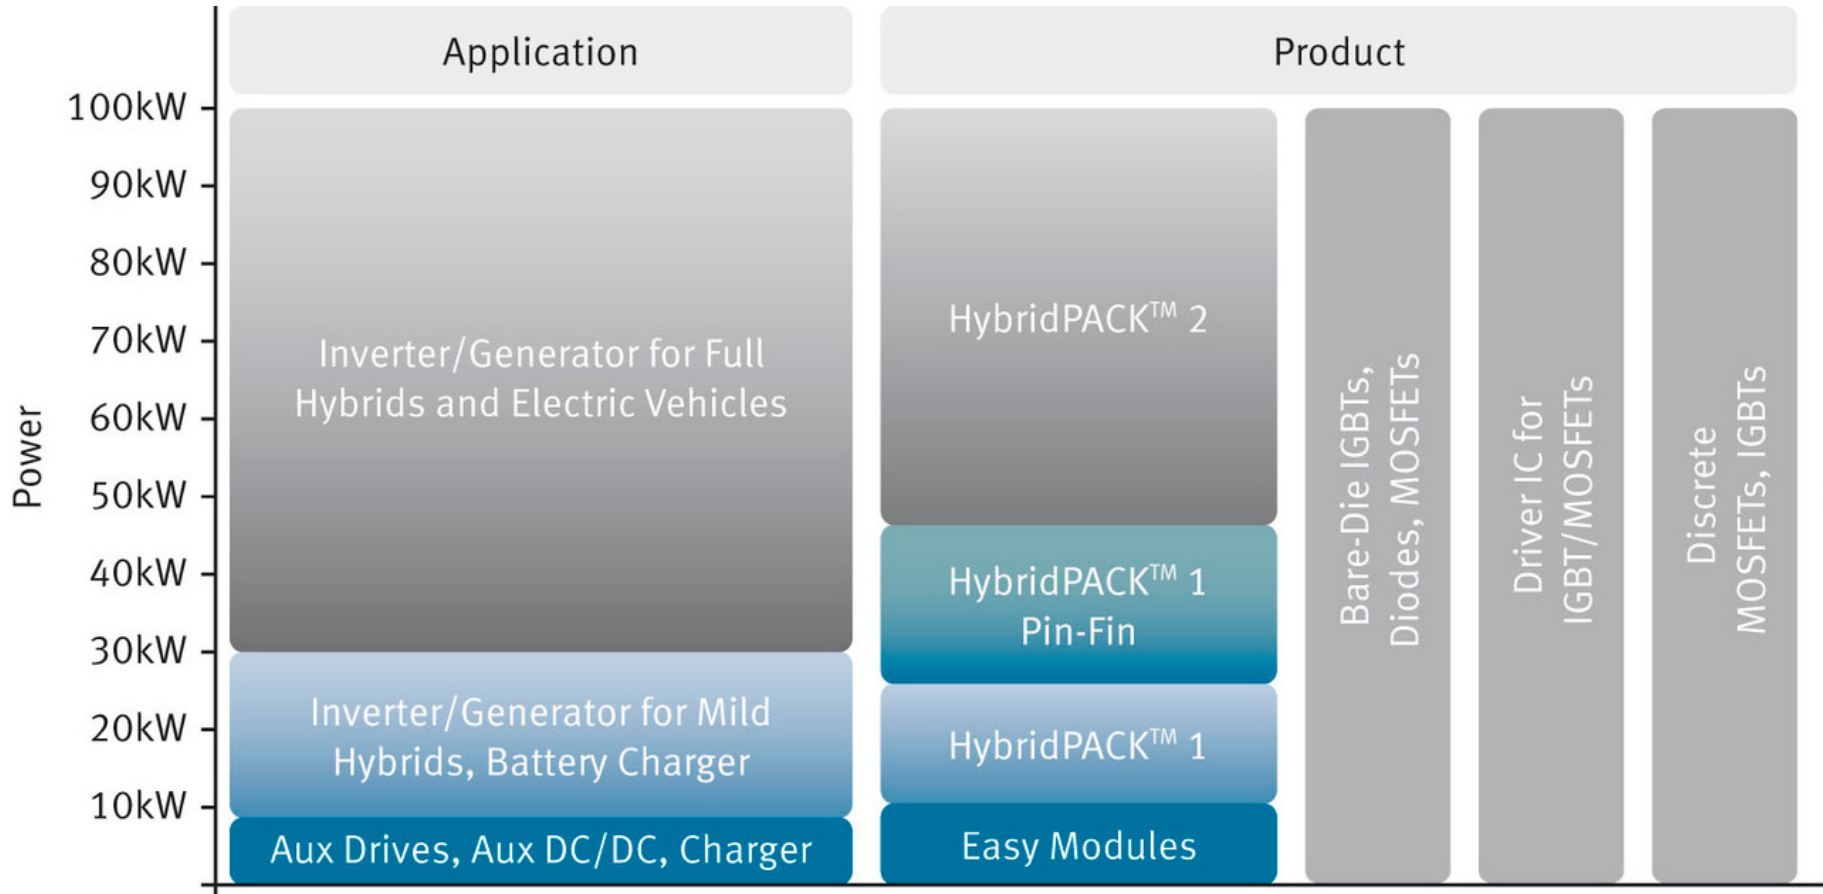 Application
Product
100kW
90kW
80kW
70kW
60kW
50kW
40kW
30kW
20kW
10kW
Power
Inverter/Generator for Full
Hybrids and Electric Vehicles
Inverter/Generator for Mild
Hybrids, Battery Charger
Aux Drives, Aux DC/DC, Charger
HybridPACK™ 2
HybridPACK™ 1
Pin-Fin
HybridPACK™ 1
Easy Modules
Bare-Die IGBTs,
Diodes, MOSFETs
Driver IC for
IGBT/MOSFETs
Discrete
MOSFETs, IGBTs